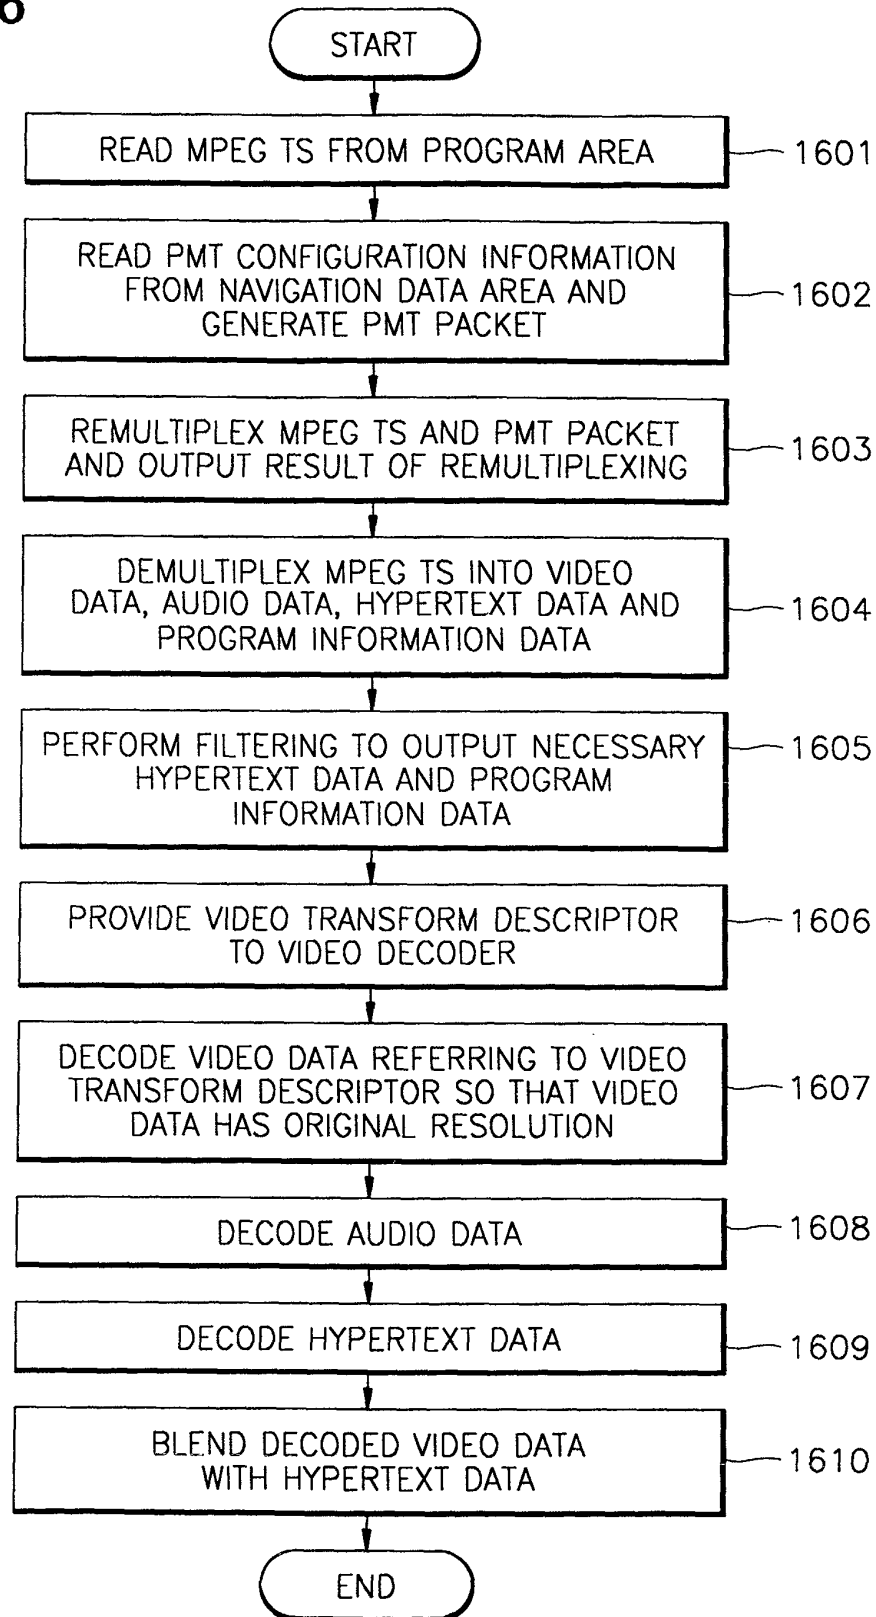 6
START
READ MPEG TS FROM PROGRAM AREA
1601
READ PMT CONFIGURATION INFORMATION
FROM NAVIGATION DATA AREA AND
GENERATE PMT PACKET
1602
REMULTIPLEX MPEG TS AND PMT PACKET
AND OUTPUT RESULT OF REMULTIPLEXING
1603
DEMULTIPLEX MPEG TS INTO VIDEO
DATA, AUDIO DATA, HYPERTEXT DATA AND
PROGRAM INFORMATION DATA
1604
PERFORM FILTERING TO OUTPUT NECESSARY
HYPERTEXT DATA AND PROGRAM
INFORMATION DATA
1605
PROVIDE VIDEO TRANSFORM DESCRIPTOR
TO VIDEO DECODER
1606
DECODE VIDEO DATA REFERRING TO VIDEO
TRANSFORM DESCRIPTOR SO THAT VIDEO
DATA HAS ORIGINAL RESOLUTION
1607
DECODE AUDIO DATA
1608
DECODE HYPERTEXT DATA
1609
BLEND DECODED VIDEO DATA
WITH HYPERTEXT DATA
1610
END